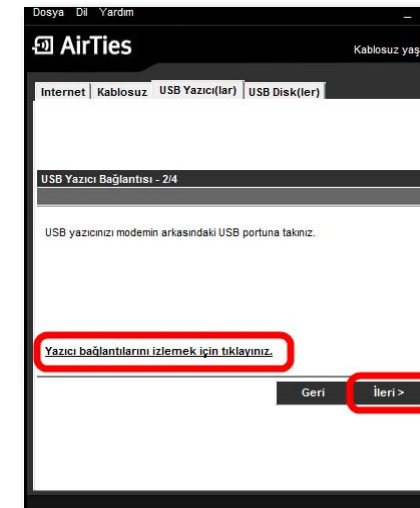 Dosya Dil Yardım
AirTies
Kablosuz yaş
Internet Kablosuz USB Yazıcı(lar) USB Disk(ler)
USB Yazıcı Bağlantısı - 2/4
USB yazıcınızı modemin arkasındaki USB portuna takınız.
Yazıcı bağlantılarını izlemek için tıklayınız.
Geri İleri >